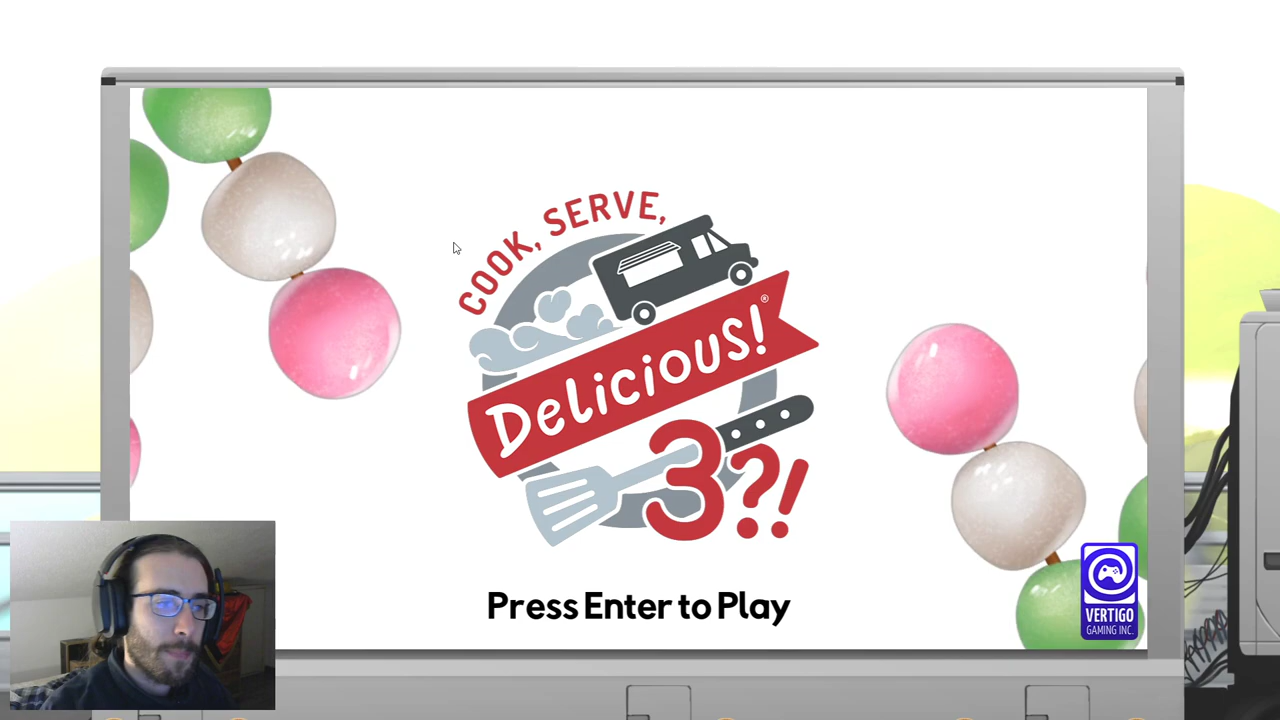 COOK, SERVE,
Delicious!®
3?!
Press Enter to Play
VERTIGO
GAMING INC.